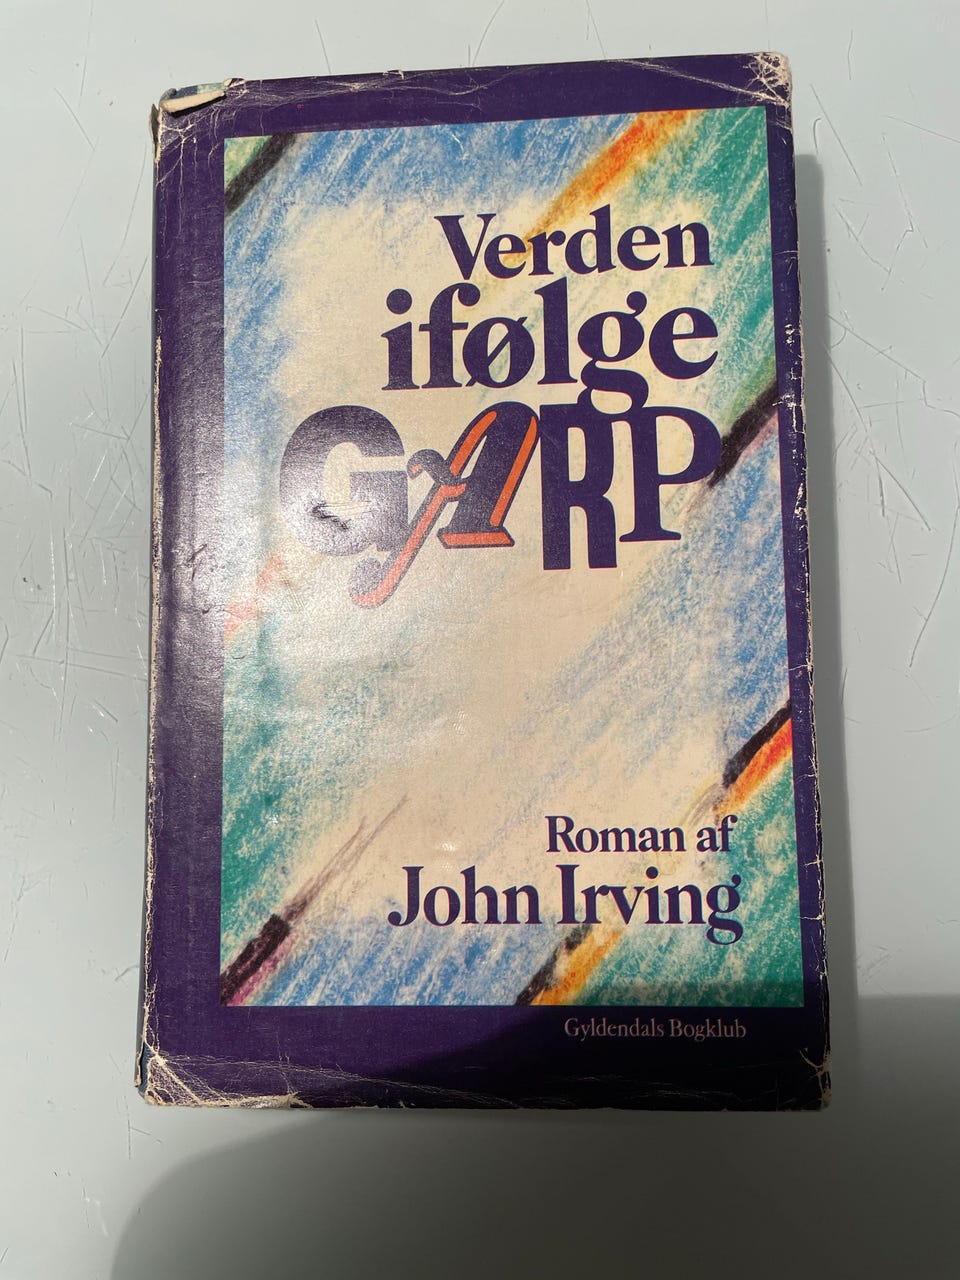 Verden
ifølge
GARP
Roman af
John Irving
Gyldendals Bogklub